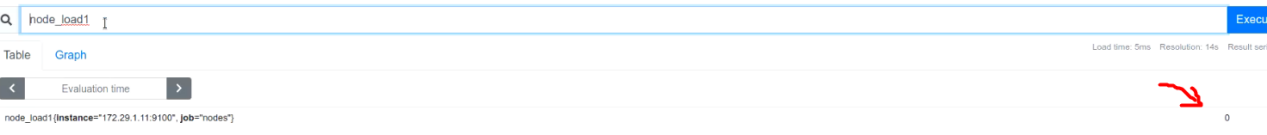 node_load1
Execu
Table Graph
Load time: 5ms Resolution: 14s Result seri
< Evaluation time >
node_load1{instance="172.29.1.11:9100", job="nodes"} 0